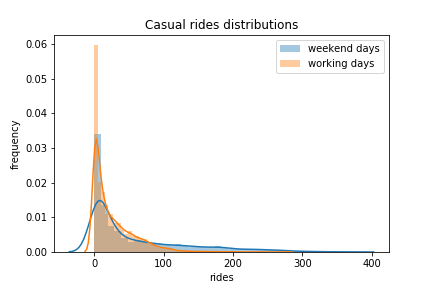 Casual rides distributions
weekend days
working days
0.06
0.05
0.04
0.03
0.02
0.01
0.00
frequency
0
100
200
300
400
rides